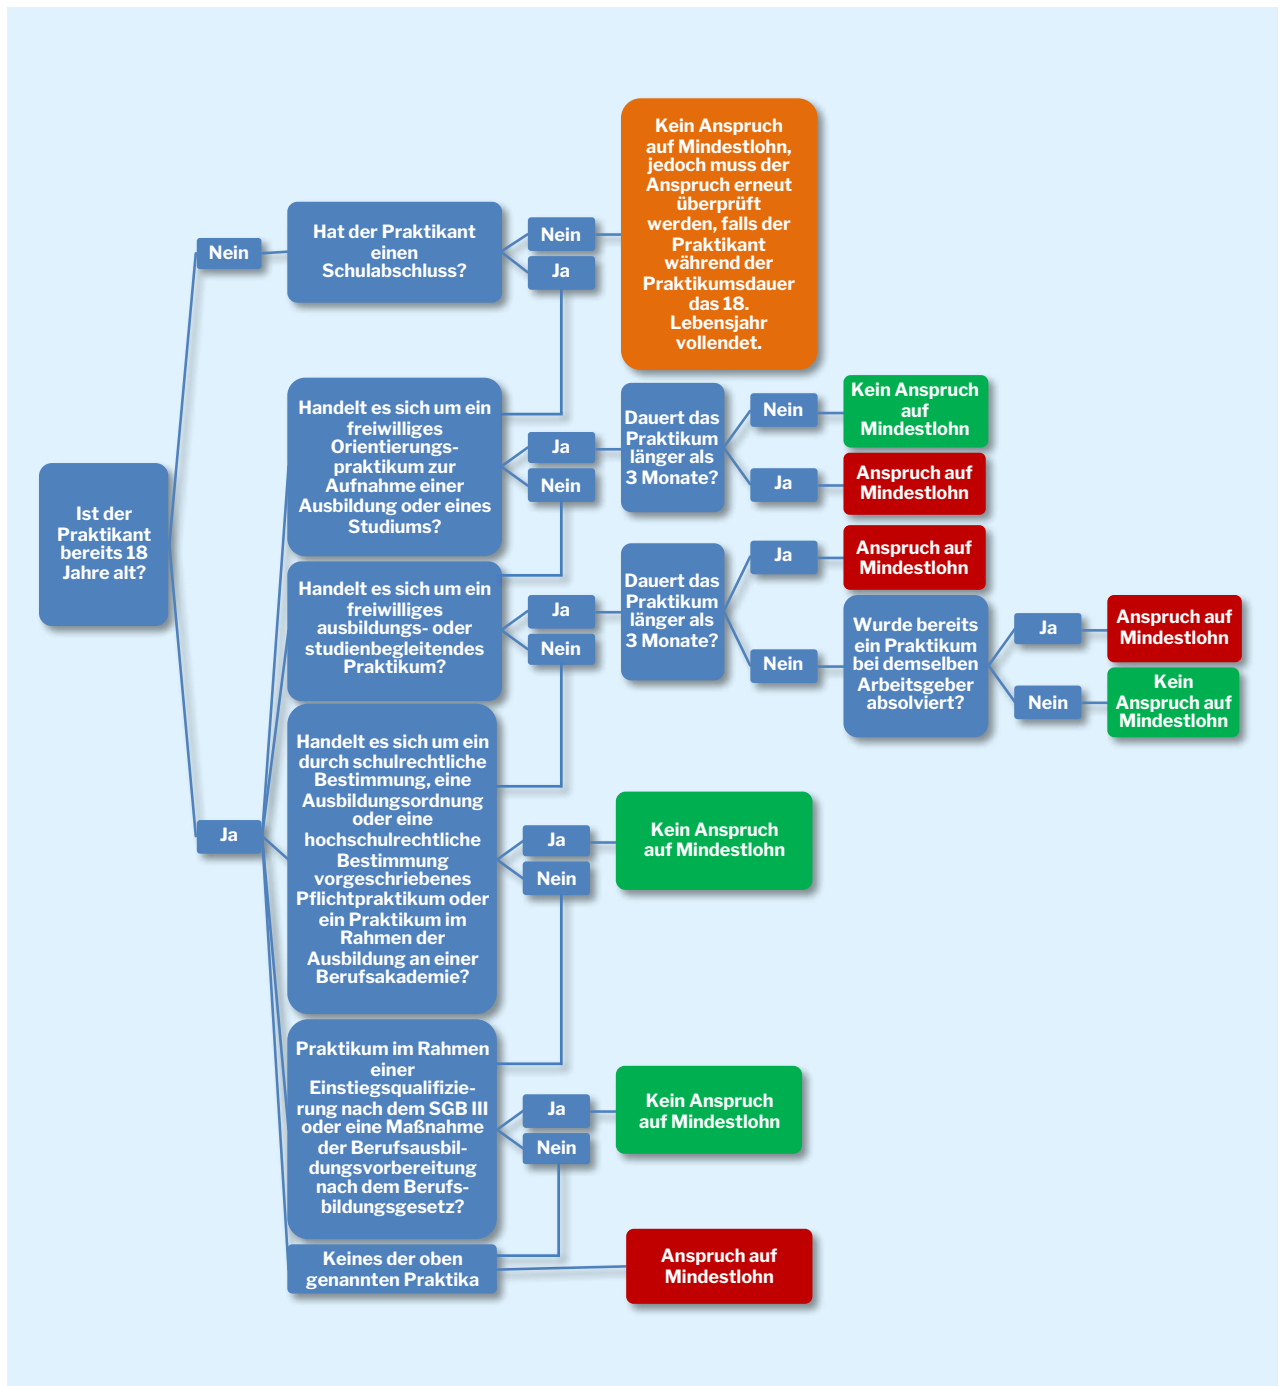 Kein Anspruch
auf Mindestlohn,
jedoch muss der
Anspruch erneut
überprüft
werden, falls der
Praktikant
während der
Praktikumsdauer
das 18.
Lebensjahr
vollendet.
Nein
Hat der Praktikant
einen
Schulabschluss?
Nein
Ja
Handelt es sich um ein
freiwilliges
Orientierungs-
praktikum zur
Aufnahme einer
Ausbildung oder eines
Studiums?
Ja
Nein
Dauert das
Praktikum
länger als
3 Monate?
Nein
Kein Anspruch
auf
Mindestlohn
Ja
Anspruch auf
Mindestlohn
Ist der
Praktikant
bereits 18
Jahre alt?
Handelt es sich um ein
freiwilliges
ausbildungs- oder
studienbegleitendes
Praktikum?
Ja
Nein
Dauert das
Praktikum
länger als
3 Monate?
Ja
Anspruch auf
Mindestlohn
Nein
Wurde bereits
ein Praktikum
bei demselben
Arbeitsgeber
absolviert?
Ja
Anspruch auf
Mindestlohn
Nein
Kein
Anspruch auf
Mindestlohn
Ja
Handelt es sich um ein
durch schulrechtliche
Bestimmung, eine
Ausbildungsordnung
oder eine
hochschulrechtliche
Bestimmung
vorgeschriebenes
Pflichtpraktikum oder
ein Praktikum im
Rahmen der
Ausbildung an einer
Berufsakademie?
Ja
Nein
Kein Anspruch
auf Mindestlohn
Praktikum im Rahmen
einer
Einstiegsqualifizie-
rung nach dem SGB III
oder eine Maßnahme
der Berufsausbil-
dungsvorbereitung
nach dem Berufs-
bildungsgesetz?
Ja
Nein
Kein Anspruch
auf Mindestlohn
Keines der oben
genannten Praktika
Anspruch auf
Mindestlohn